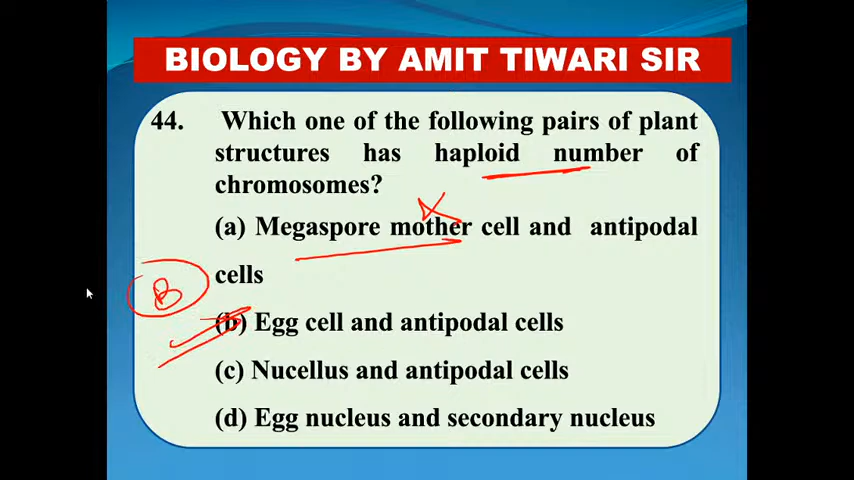 BIOLOGY BY AMIT TIWARI SIR
44. Which one of the following pairs of plant
structures has haploid number of
chromosomes?
(a) Megaspore mother cell and antipodal
cells
B
(b) Egg cell and antipodal cells
(c) Nucellus and antipodal cells
(d) Egg nucleus and secondary nucleus